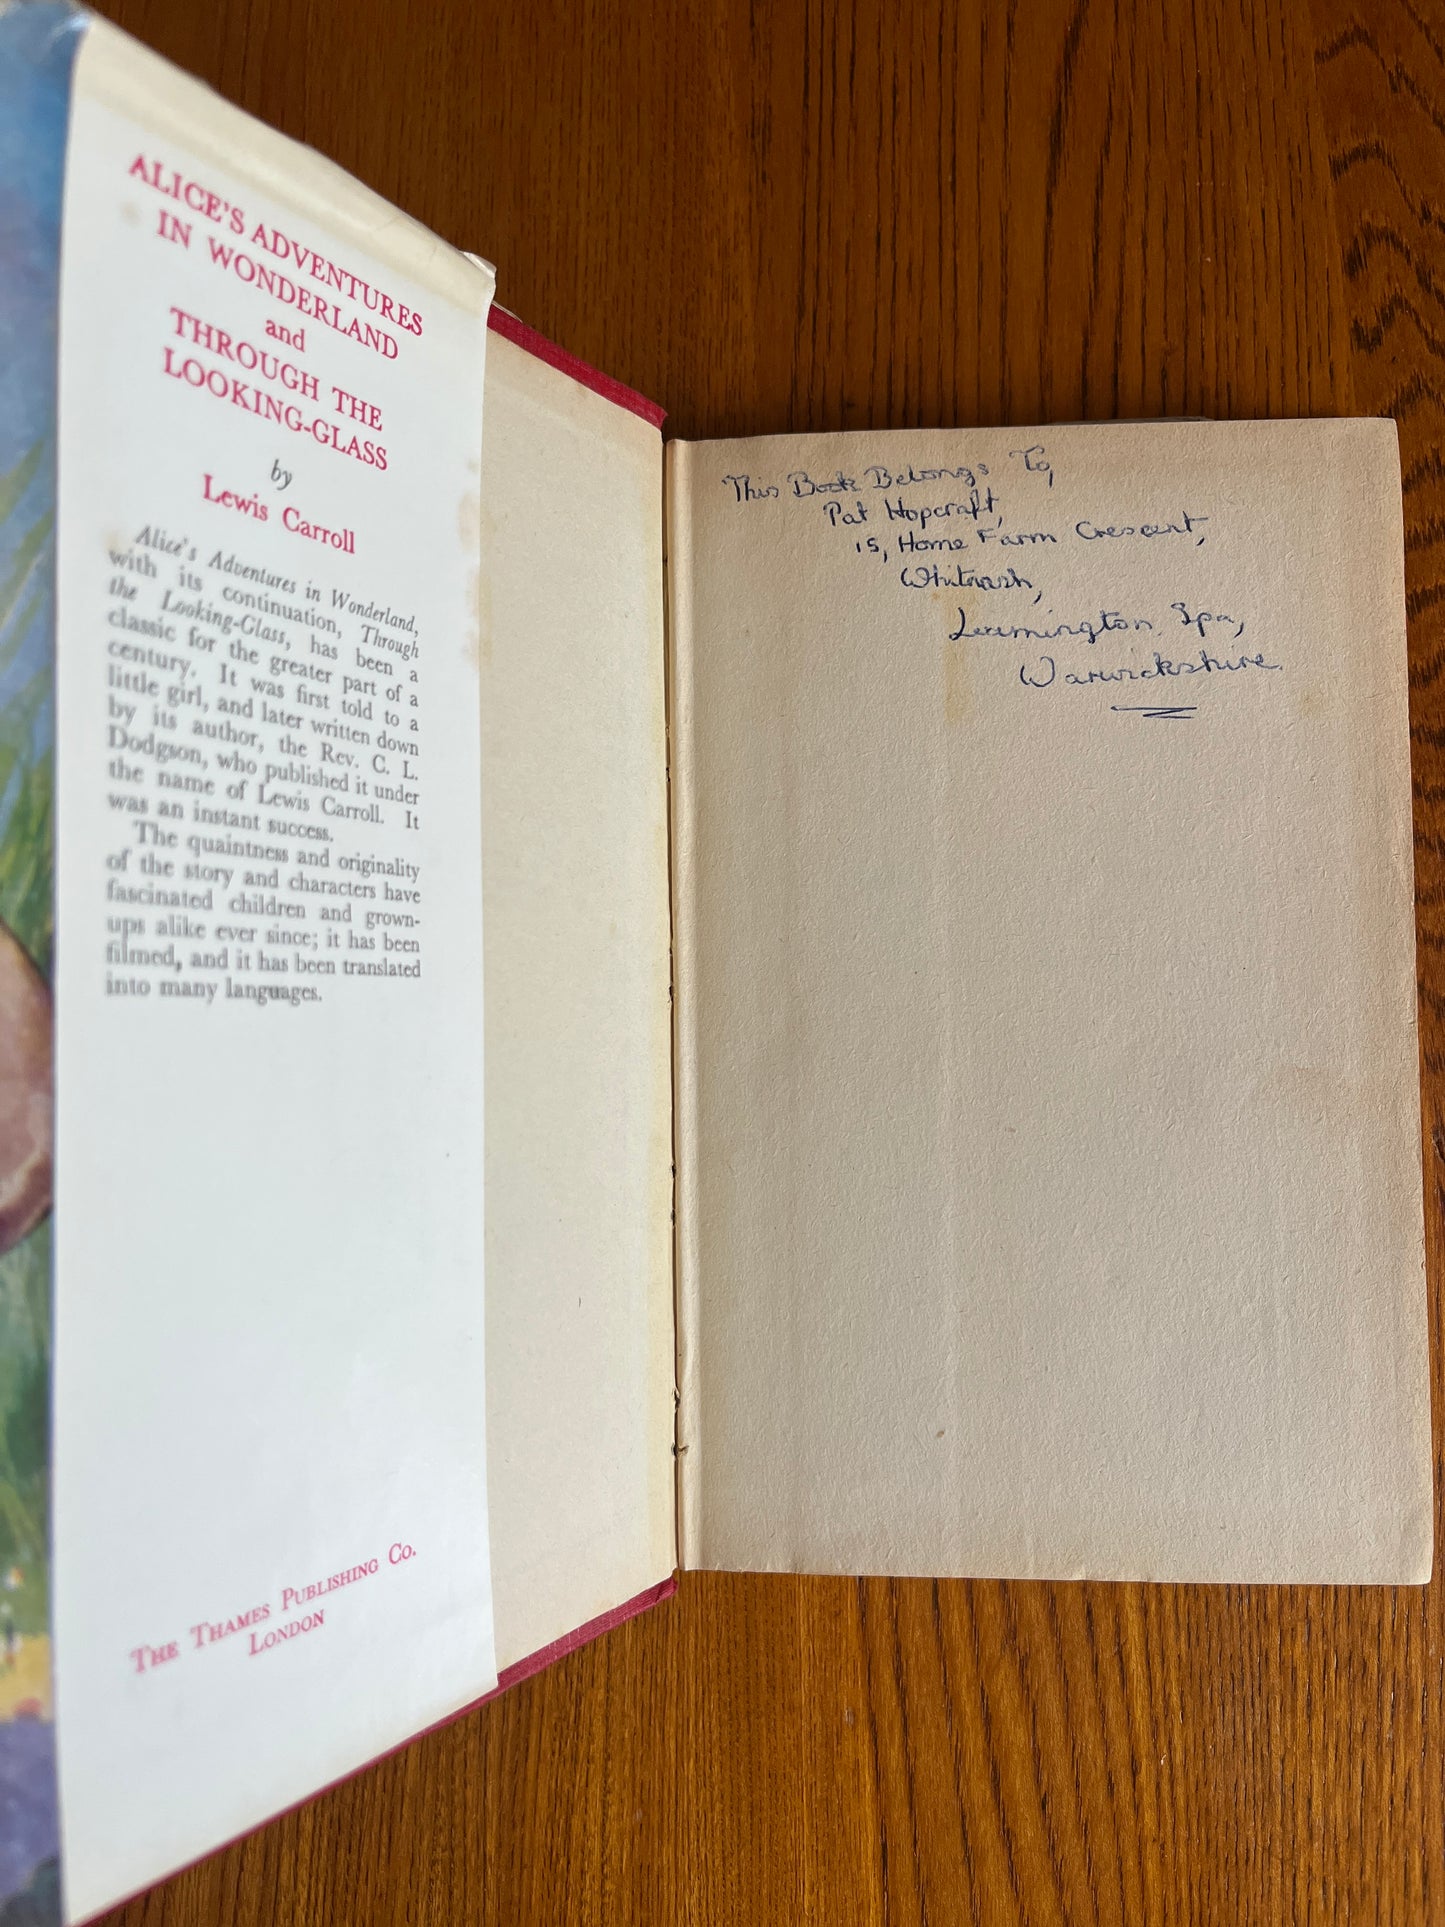 ALICE'S ADVENTURES
IN WONDERLAND
and
THROUGH THE
LOOKING-GLASS
by
Lewis Carroll
Alice's Adventures in Wonderland,
with its continuation, Through
the Looking-Glass, has been a
classic for the greater part of a
century. It was first told to a
little girl, and later written down
by its author, the Rev. C. L.
Dodgson, who published it under
the name of Lewis Carroll. It
was an instant success.
The quaintness and originality
of the story and characters have
fascinated children and grown-
ups alike ever since; it has been
filmed, and it has been translated
into many languages.
THE THAMES PUBLISHING CO.
LONDON
This Book Belongs To,
Pat Hopcraft,
15, Home Farm Crescent,
Whitnash,
Leamington Spa,
Warwickshire.